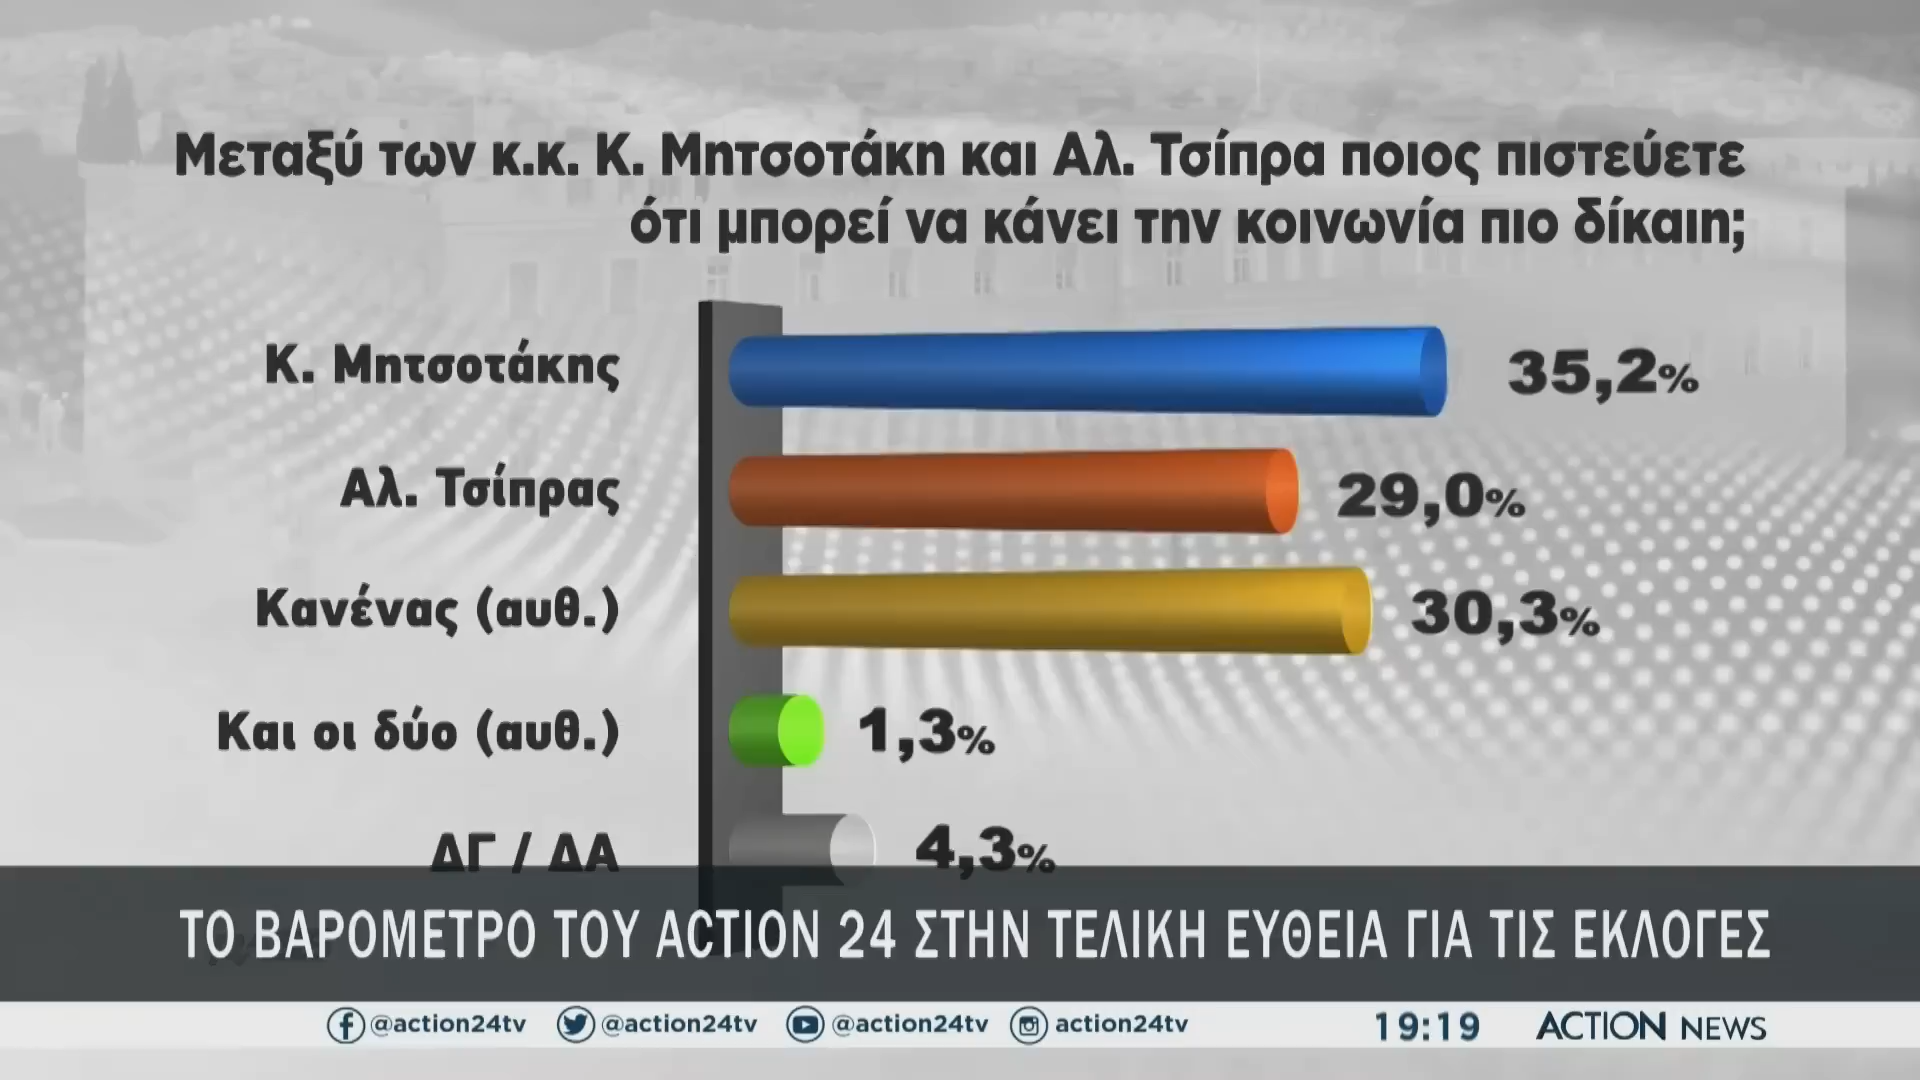 Μεταξύ των κ.κ. Κ. Μητσοτάκη και Αλ. Τσίπρα ποιος πιστεύετε
ότι μπορεί να κάνει την κοινωνία πιο δίκαιη;
Κ. Μητσοτάκης 35,2%
Αλ. Τσίπρας 29,0%
Κανένας (αυθ.) 30,3%
Και οι δύο (αυθ.) 1,3%
ΔΓ / ΔΑ 4,3%
ΤΟ ΒΑΡΟΜΕΤΡΟ ΤΟΥ ACTION 24 ΣΤΗΝ ΤΕΛΙΚΗ ΕΥΘΕΙΑ ΓΙΑ ΤΙΣ ΕΚΛΟΓΕΣ
@action24tv @action24tv @action24tv action24tv 19:19 ACTION NEWS